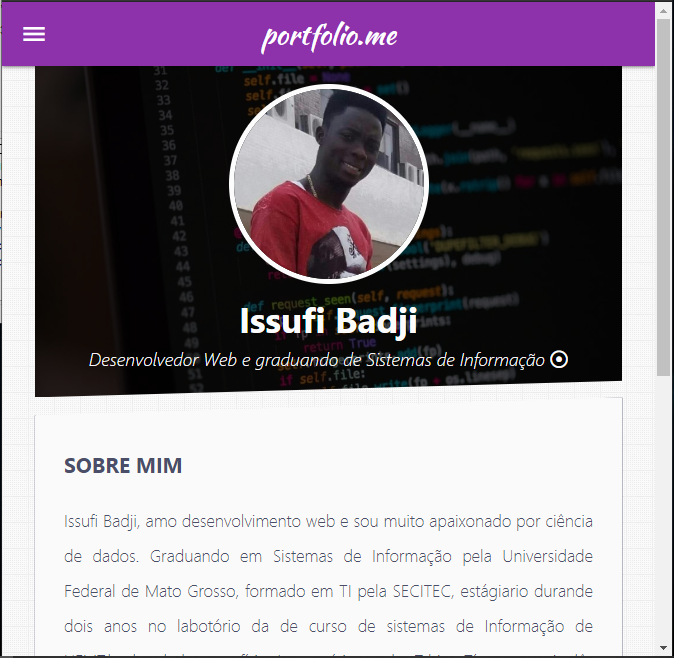 portfolio.me
Issufi Badji
Desenvolvedor Web e graduando de Sistemas de Informação
SOBRE MIM
Issufi Badji, amo desenvolvimento web e sou muito apaixonado por ciência
de dados. Graduando em Sistemas de Informação pela Universidade
Federal de Mato Grosso, formado em TI pela SECITEC, estágiario durande
dois anos no labotório da de curso de sistemas de Informação de